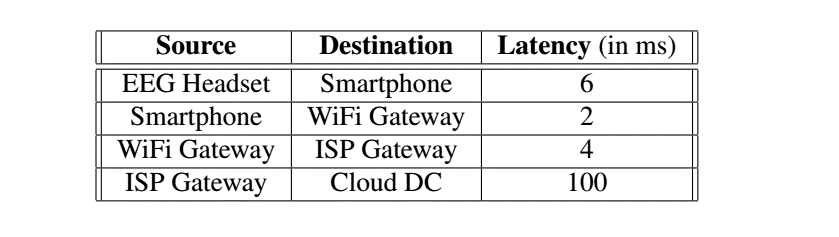 Source Destination Latency (in ms)
EEG Headset Smartphone 6
Smartphone WiFi Gateway 2
WiFi Gateway ISP Gateway 4
ISP Gateway Cloud DC 100